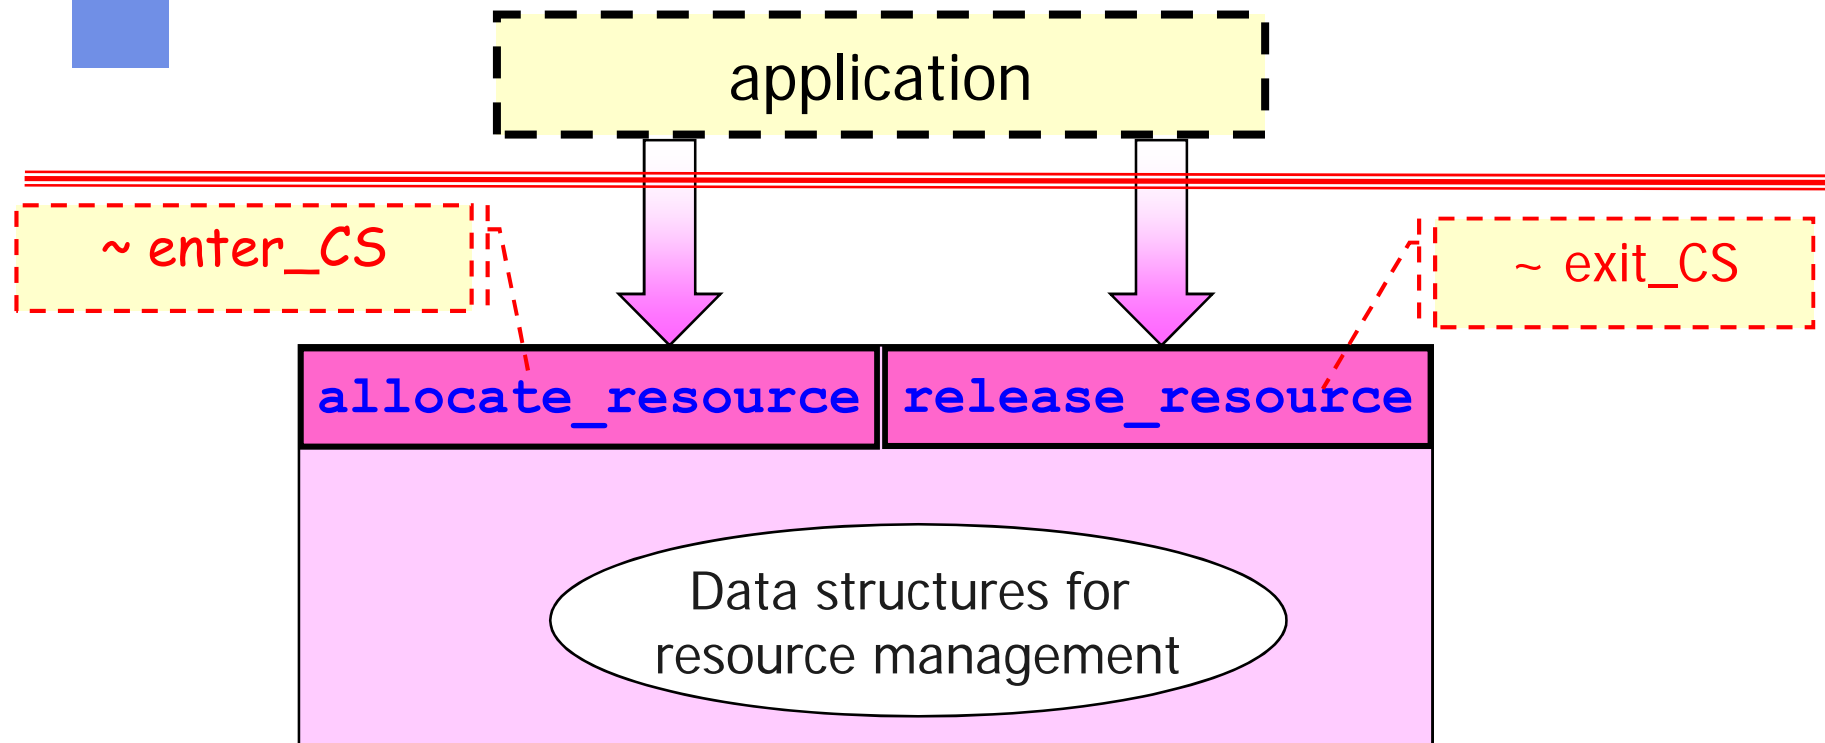 application
~ enter_CS
~ exit_CS
allocate_resource
release_resource
Data structures for
resource management